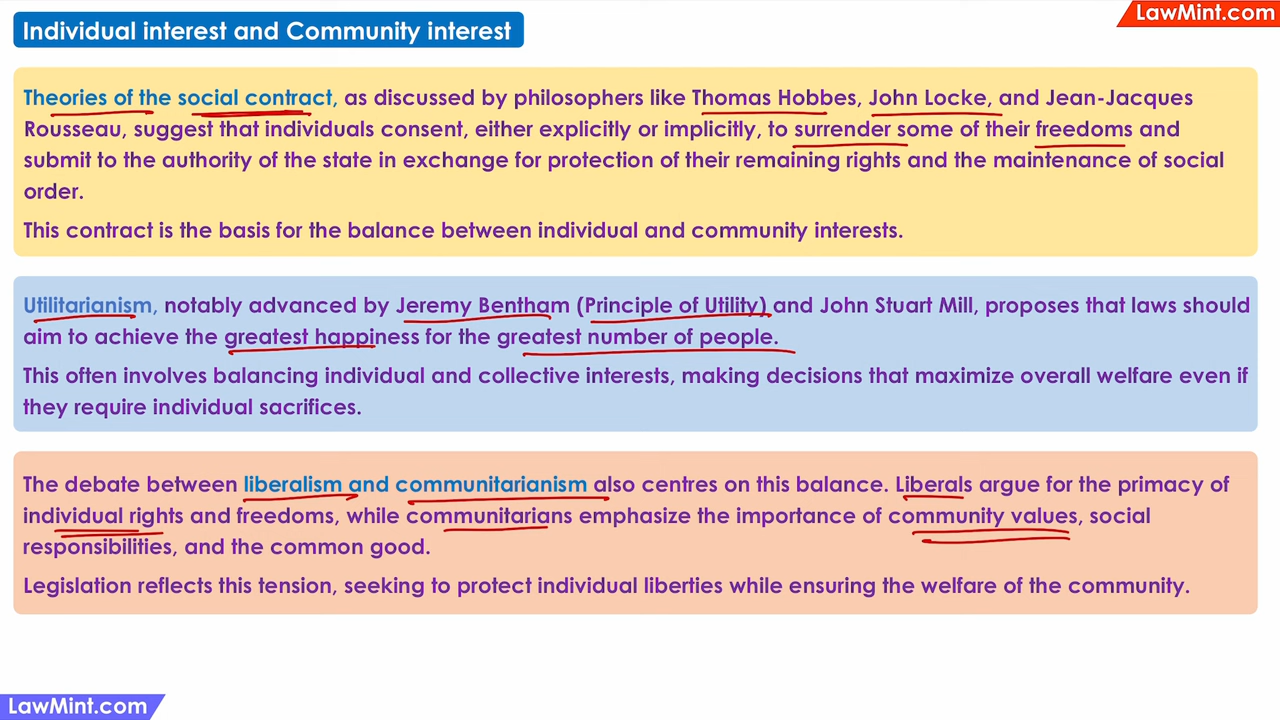 Individual interest and Community interest
LawMint.com
Theories of the social contract, as discussed by philosophers like Thomas Hobbes, John Locke, and Jean-Jacques
Rousseau, suggest that individuals consent, either explicitly or implicitly, to surrender some of their freedoms and
submit to the authority of the state in exchange for protection of their remaining rights and the maintenance of social
order.
This contract is the basis for the balance between individual and community interests.
Utilitarianism, notably advanced by Jeremy Bentham (Principle of Utility) and John Stuart Mill, proposes that laws should
aim to achieve the greatest happiness for the greatest number of people.
This often involves balancing individual and collective interests, making decisions that maximize overall welfare even if
they require individual sacrifices.
The debate between liberalism and communitarianism also centres on this balance. Liberals argue for the primacy of
individual rights and freedoms, while communitarians emphasize the importance of community values, social
responsibilities, and the common good.
Legislation reflects this tension, seeking to protect individual liberties while ensuring the welfare of the community.
LawMint.com